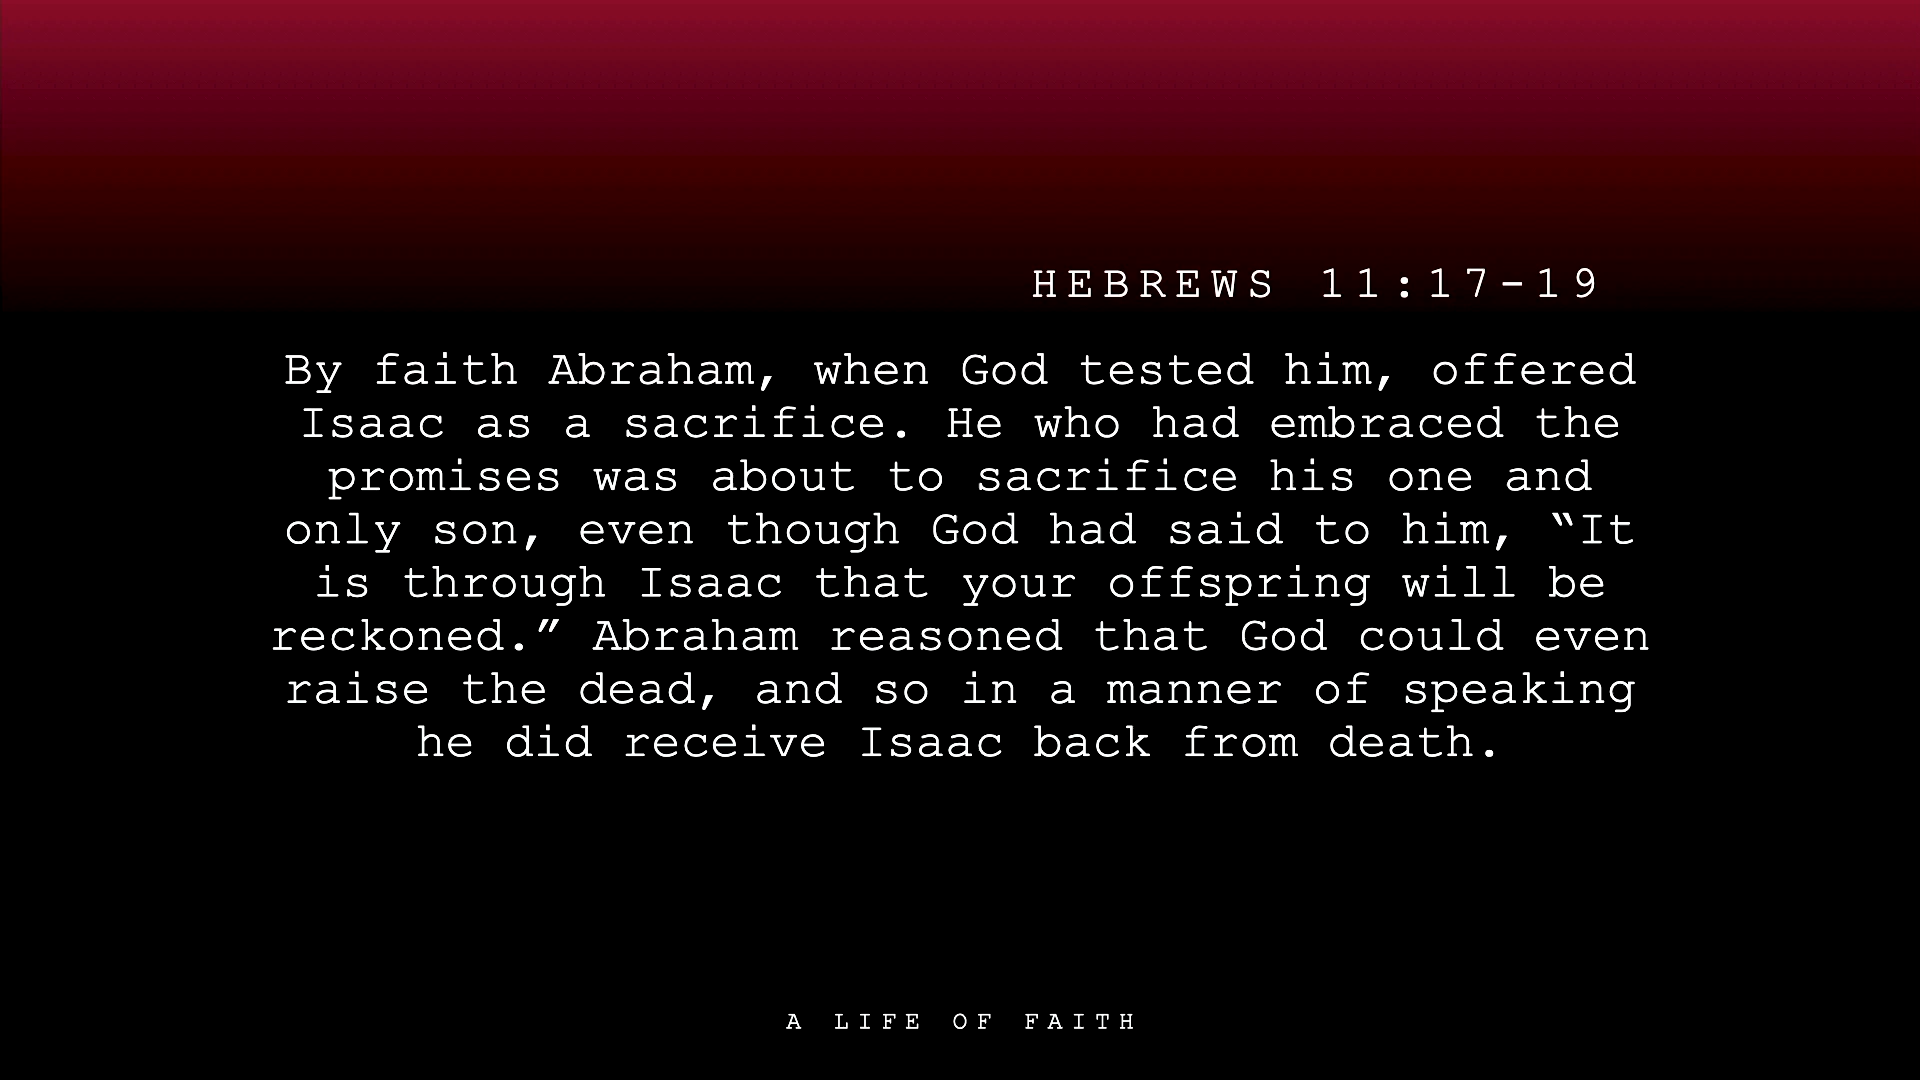 HEBREWS 11:17-19
By faith Abraham, when God tested him, offered
Isaac as a sacrifice. He who had embraced the
promises was about to sacrifice his one and
only son, even though God had said to him, “It
is through Isaac that your offspring will be
reckoned.” Abraham reasoned that God could even
raise the dead, and so in a manner of speaking
he did receive Isaac back from death.
A LIFE OF FAITH